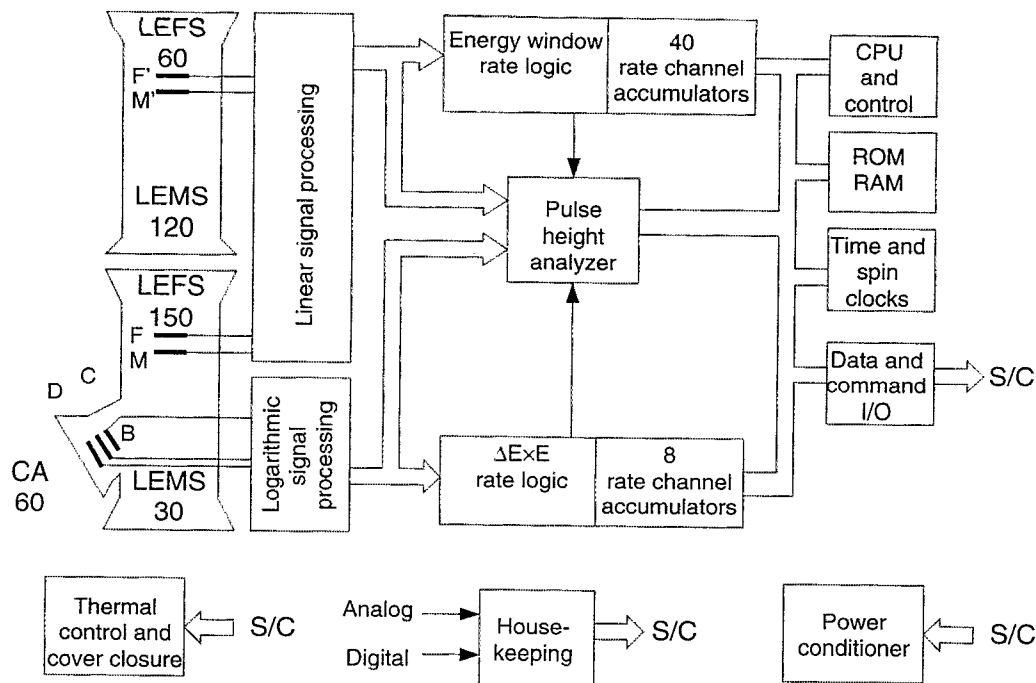 LEFS
60
F'
M'
LEMS
120
LEFS
150
F
M
D
C
B
CA
60
LEMS
30
Linear signal processing
Logarithmic
signal
processing
Energy window
rate logic
40
rate channel
accumulators
Pulse
height
analyzer
ΔE×E
rate logic
8
rate channel
accumulators
CPU
and
control
ROM
RAM
Time and
spin
clocks
Data and
command
I/O
S/C
Thermal
control and
cover closure
S/C
Analog
Digital
House-
keeping
S/C
Power
conditioner
S/C